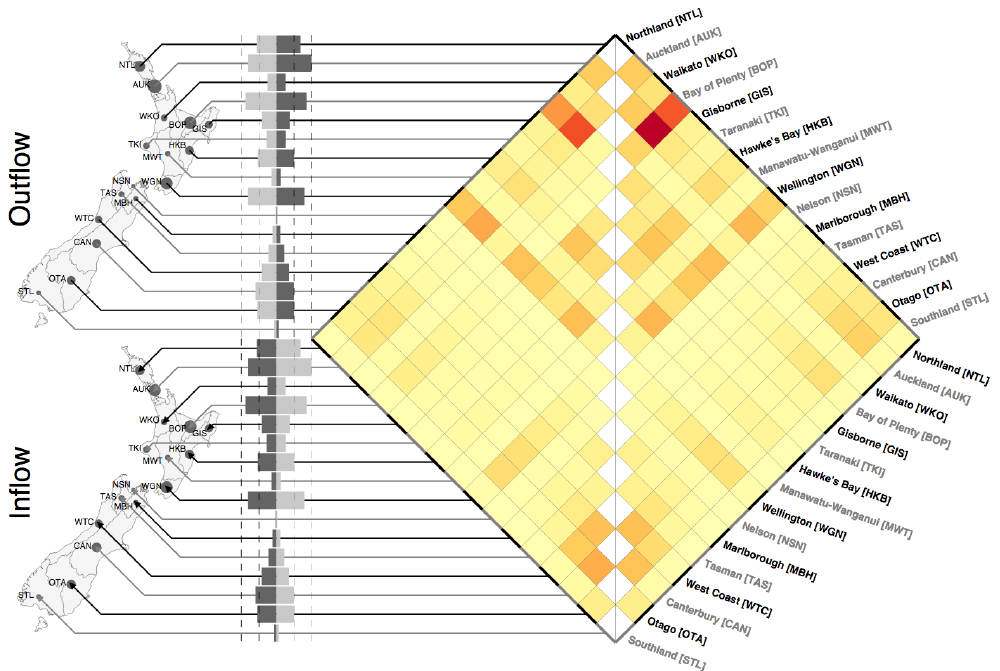 Outflow
NTL
AUK
WKO
BOP
GIS
TKI
HKB
MWT
NSN
WGN
TAS
MBH
WTC
CAN
OTA
STL
Inflow
NTL
AUK
WKO
BOP
GIS
TKI
HKB
MWT
NSN
WGN
TAS
MBH
WTC
CAN
OTA
STL
Northland [NTL]
Auckland [AUK]
Waikato [WKO]
Bay of Plenty [BOP]
Gisborne [GIS]
Taranaki [TKI]
Hawke's Bay [HKB]
Manawatu-Wanganui [MWT]
Wellington [WGN]
Nelson [NSN]
Marlborough [MBH]
Tasman [TAS]
West Coast [WTC]
Canterbury [CAN]
Otago [OTA]
Southland [STL]
Northland [NTL]
Auckland [AUK]
Waikato [WKO]
Bay of Plenty [BOP]
Gisborne [GIS]
Taranaki [TKI]
Hawke's Bay [HKB]
Manawatu-Wanganui [MWT]
Wellington [WGN]
Nelson [NSN]
Marlborough [MBH]
Tasman [TAS]
West Coast [WTC]
Canterbury [CAN]
Otago [OTA]
Southland [STL]